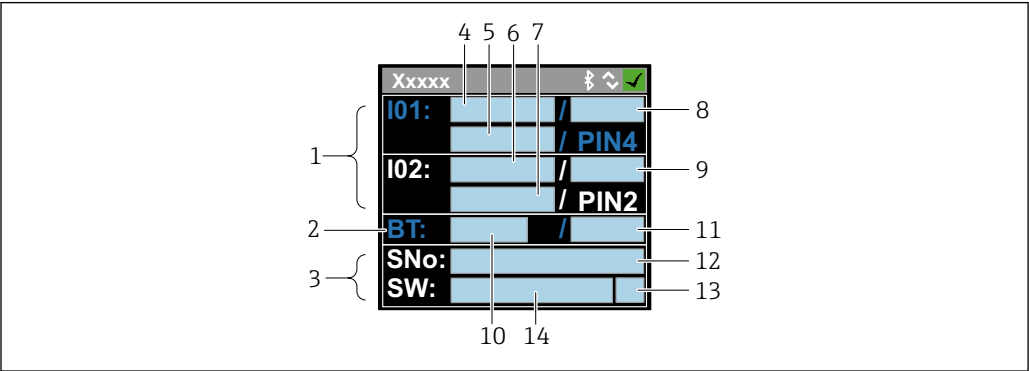 4 5 6 7
Xxxxx
I01: / 8
1 / PIN4
I02: / 9
/ PIN2
2 BT: / 11
3 SNo: 12
SW: 13
10 14